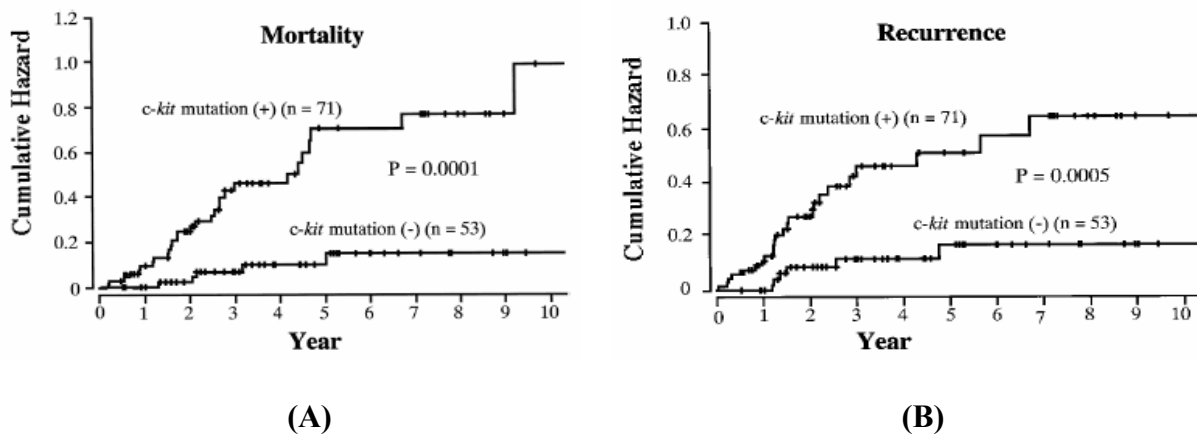 Mortality
Cumulative Hazard
1.2
1.0
0.8
0.6
0.4
0.2
0
c-kit mutation (+) (n = 71)
P = 0.0001
c-kit mutation (-) (n = 53)
0 1 2 3 4 5 6 7 8 9 10
Year
(A)
Recurrence
Cumulative Hazard
1.0
0.8
0.6
0.4
0.2
0
c-kit mutation (+) (n = 71)
P = 0.0005
c-kit mutation (-) (n = 53)
0 1 2 3 4 5 6 7 8 9 10
Year
(B)